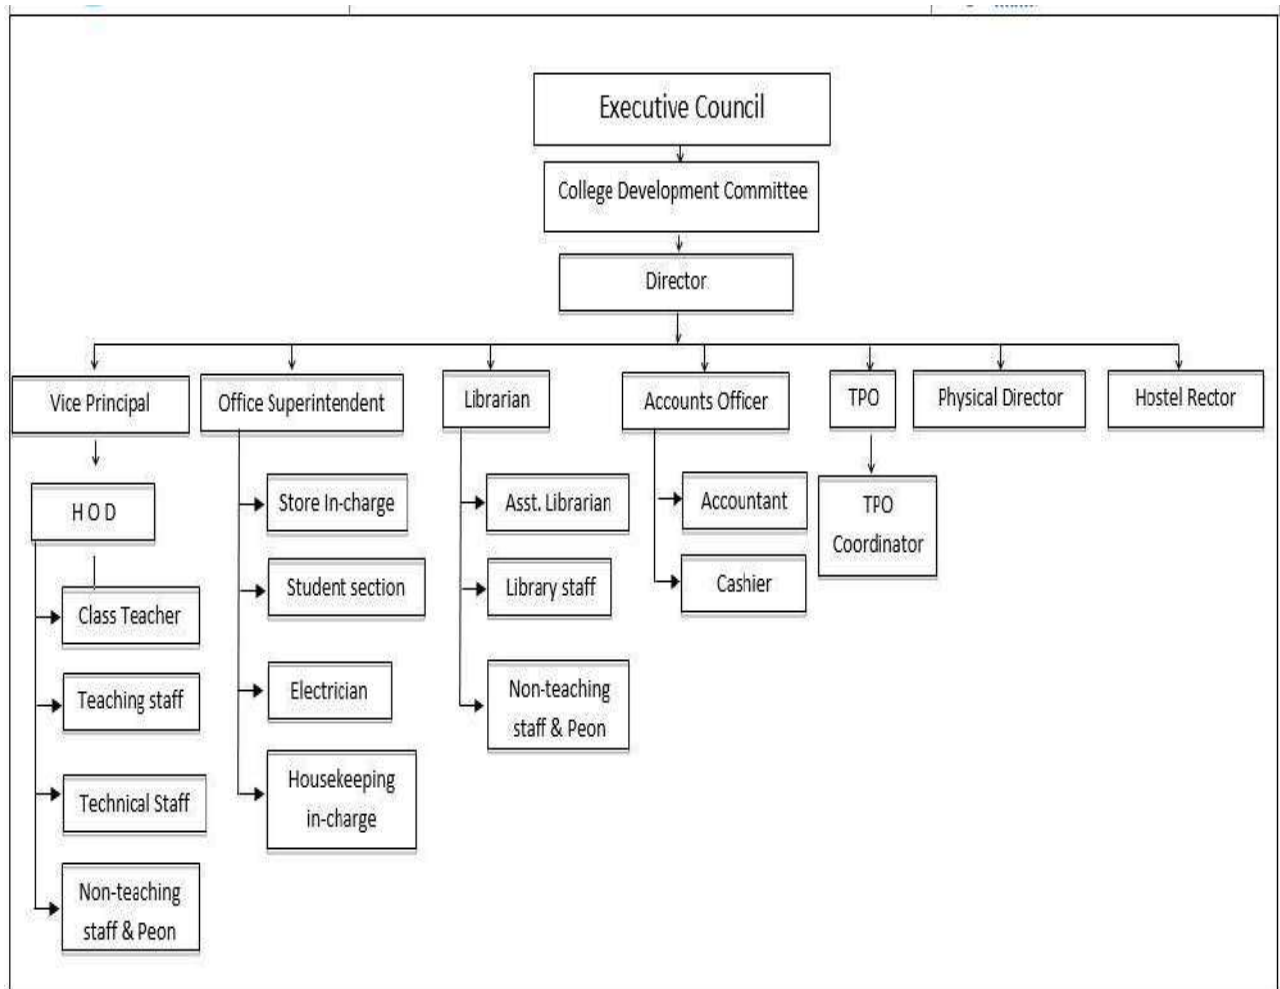 Executive Council
College Development Committee
Director
Vice Principal
Office Superintendent
Librarian
Accounts Officer
TPO
Physical Director
Hostel Rector
H O D
Class Teacher
Teaching staff
Technical Staff
Non-teaching
staff & Peon
Store In-charge
Student section
Electrician
Housekeeping
in-charge
Asst. Librarian
Library staff
Non-teaching
staff & Peon
Accountant
Cashier
TPO
Coordinator